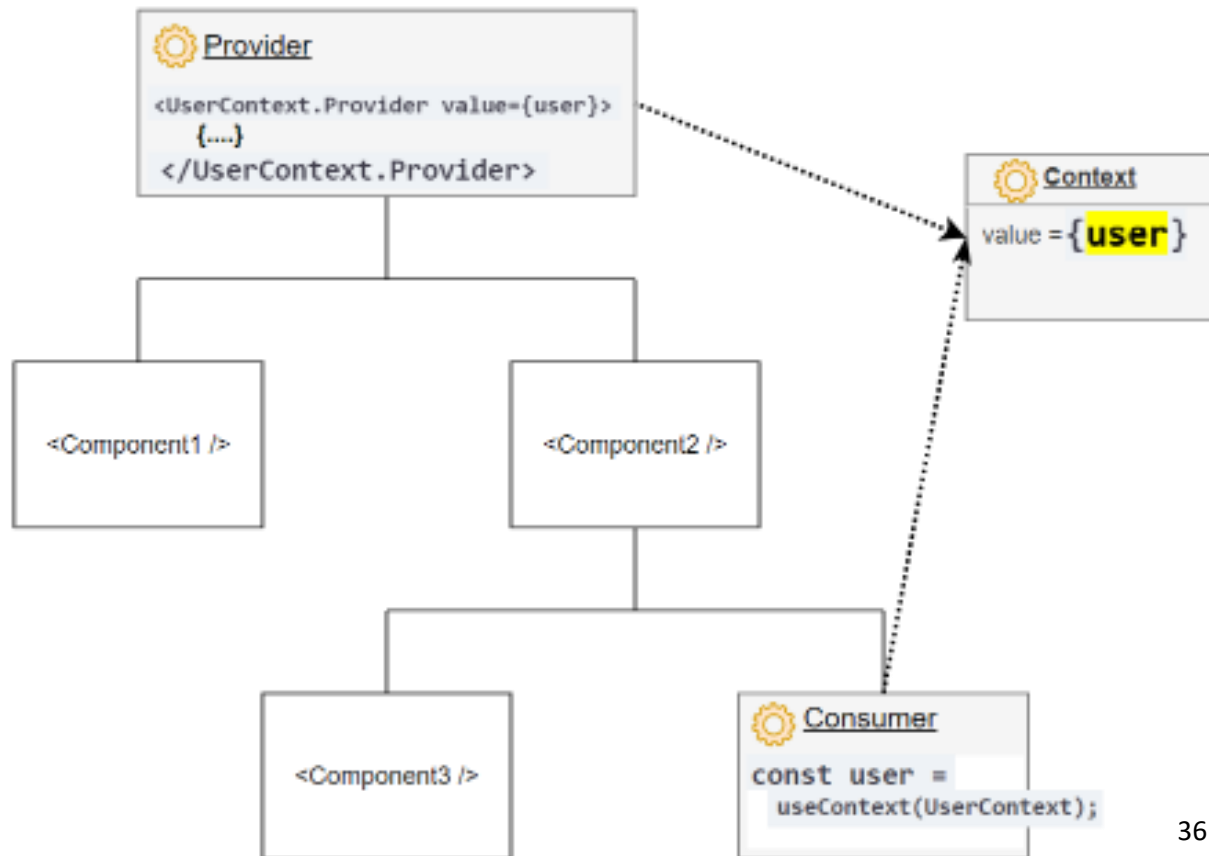 Provider
<UserContext.Provider value={user}>
{....}
</UserContext.Provider>
Context
value = {user}
<Component1 />
<Component2 />
<Component3 />
Consumer
const user =
useContext(UserContext);
36